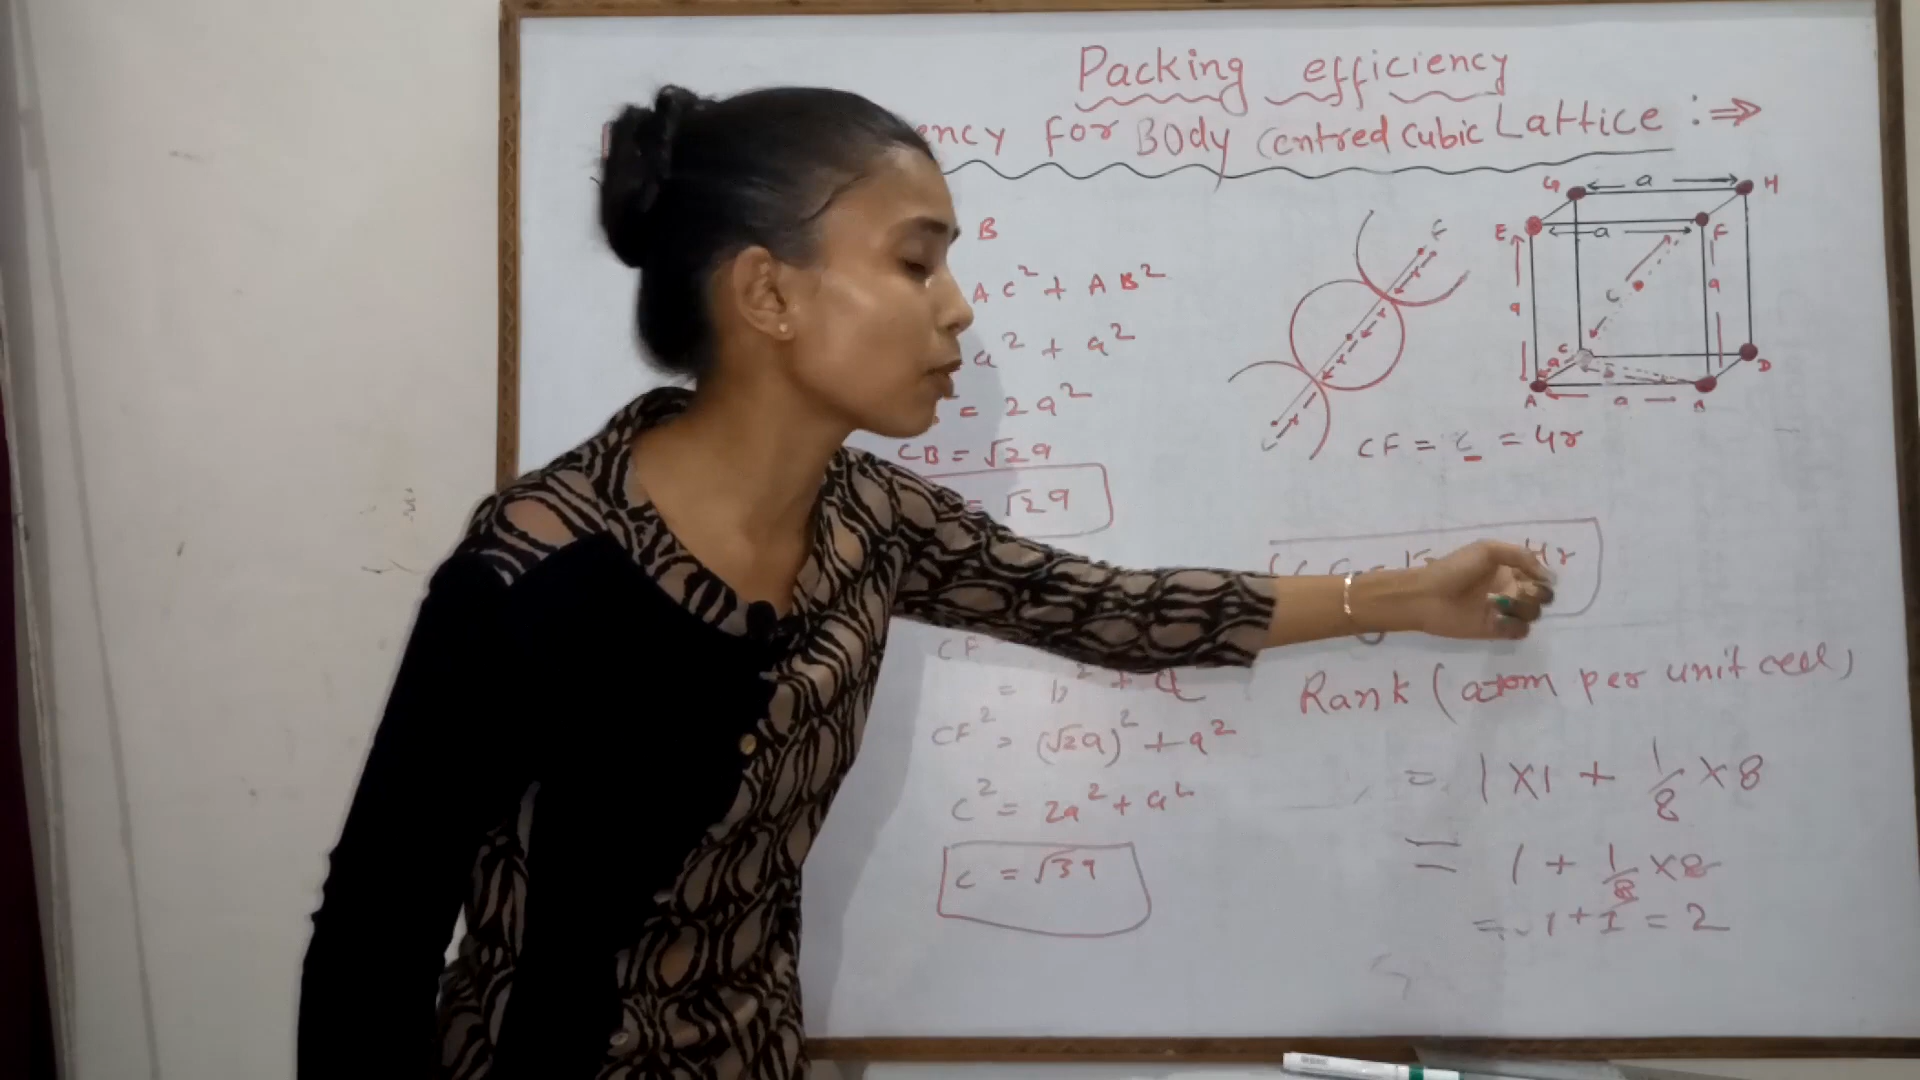 Packing efficiency
ency for Body Centred cubic Lattice :⇒
B
AC² + AB²
a² + a²
= 2a²
CB = √2a
= √2a
CF
= b² + a
CF² = (√2a)² + a²
c² = 2a² + a²
c = √3a
F
r
r
r
r
G
a
H
E
a
F
a
c
a
c
a
b
D
A
a
B
CF = c = 4r
4r
Rank (atom per unit cell)
= 1 X 1 + 1/8 X 8
= 1 + 1/8 X 8
= 1 + 1 = 2